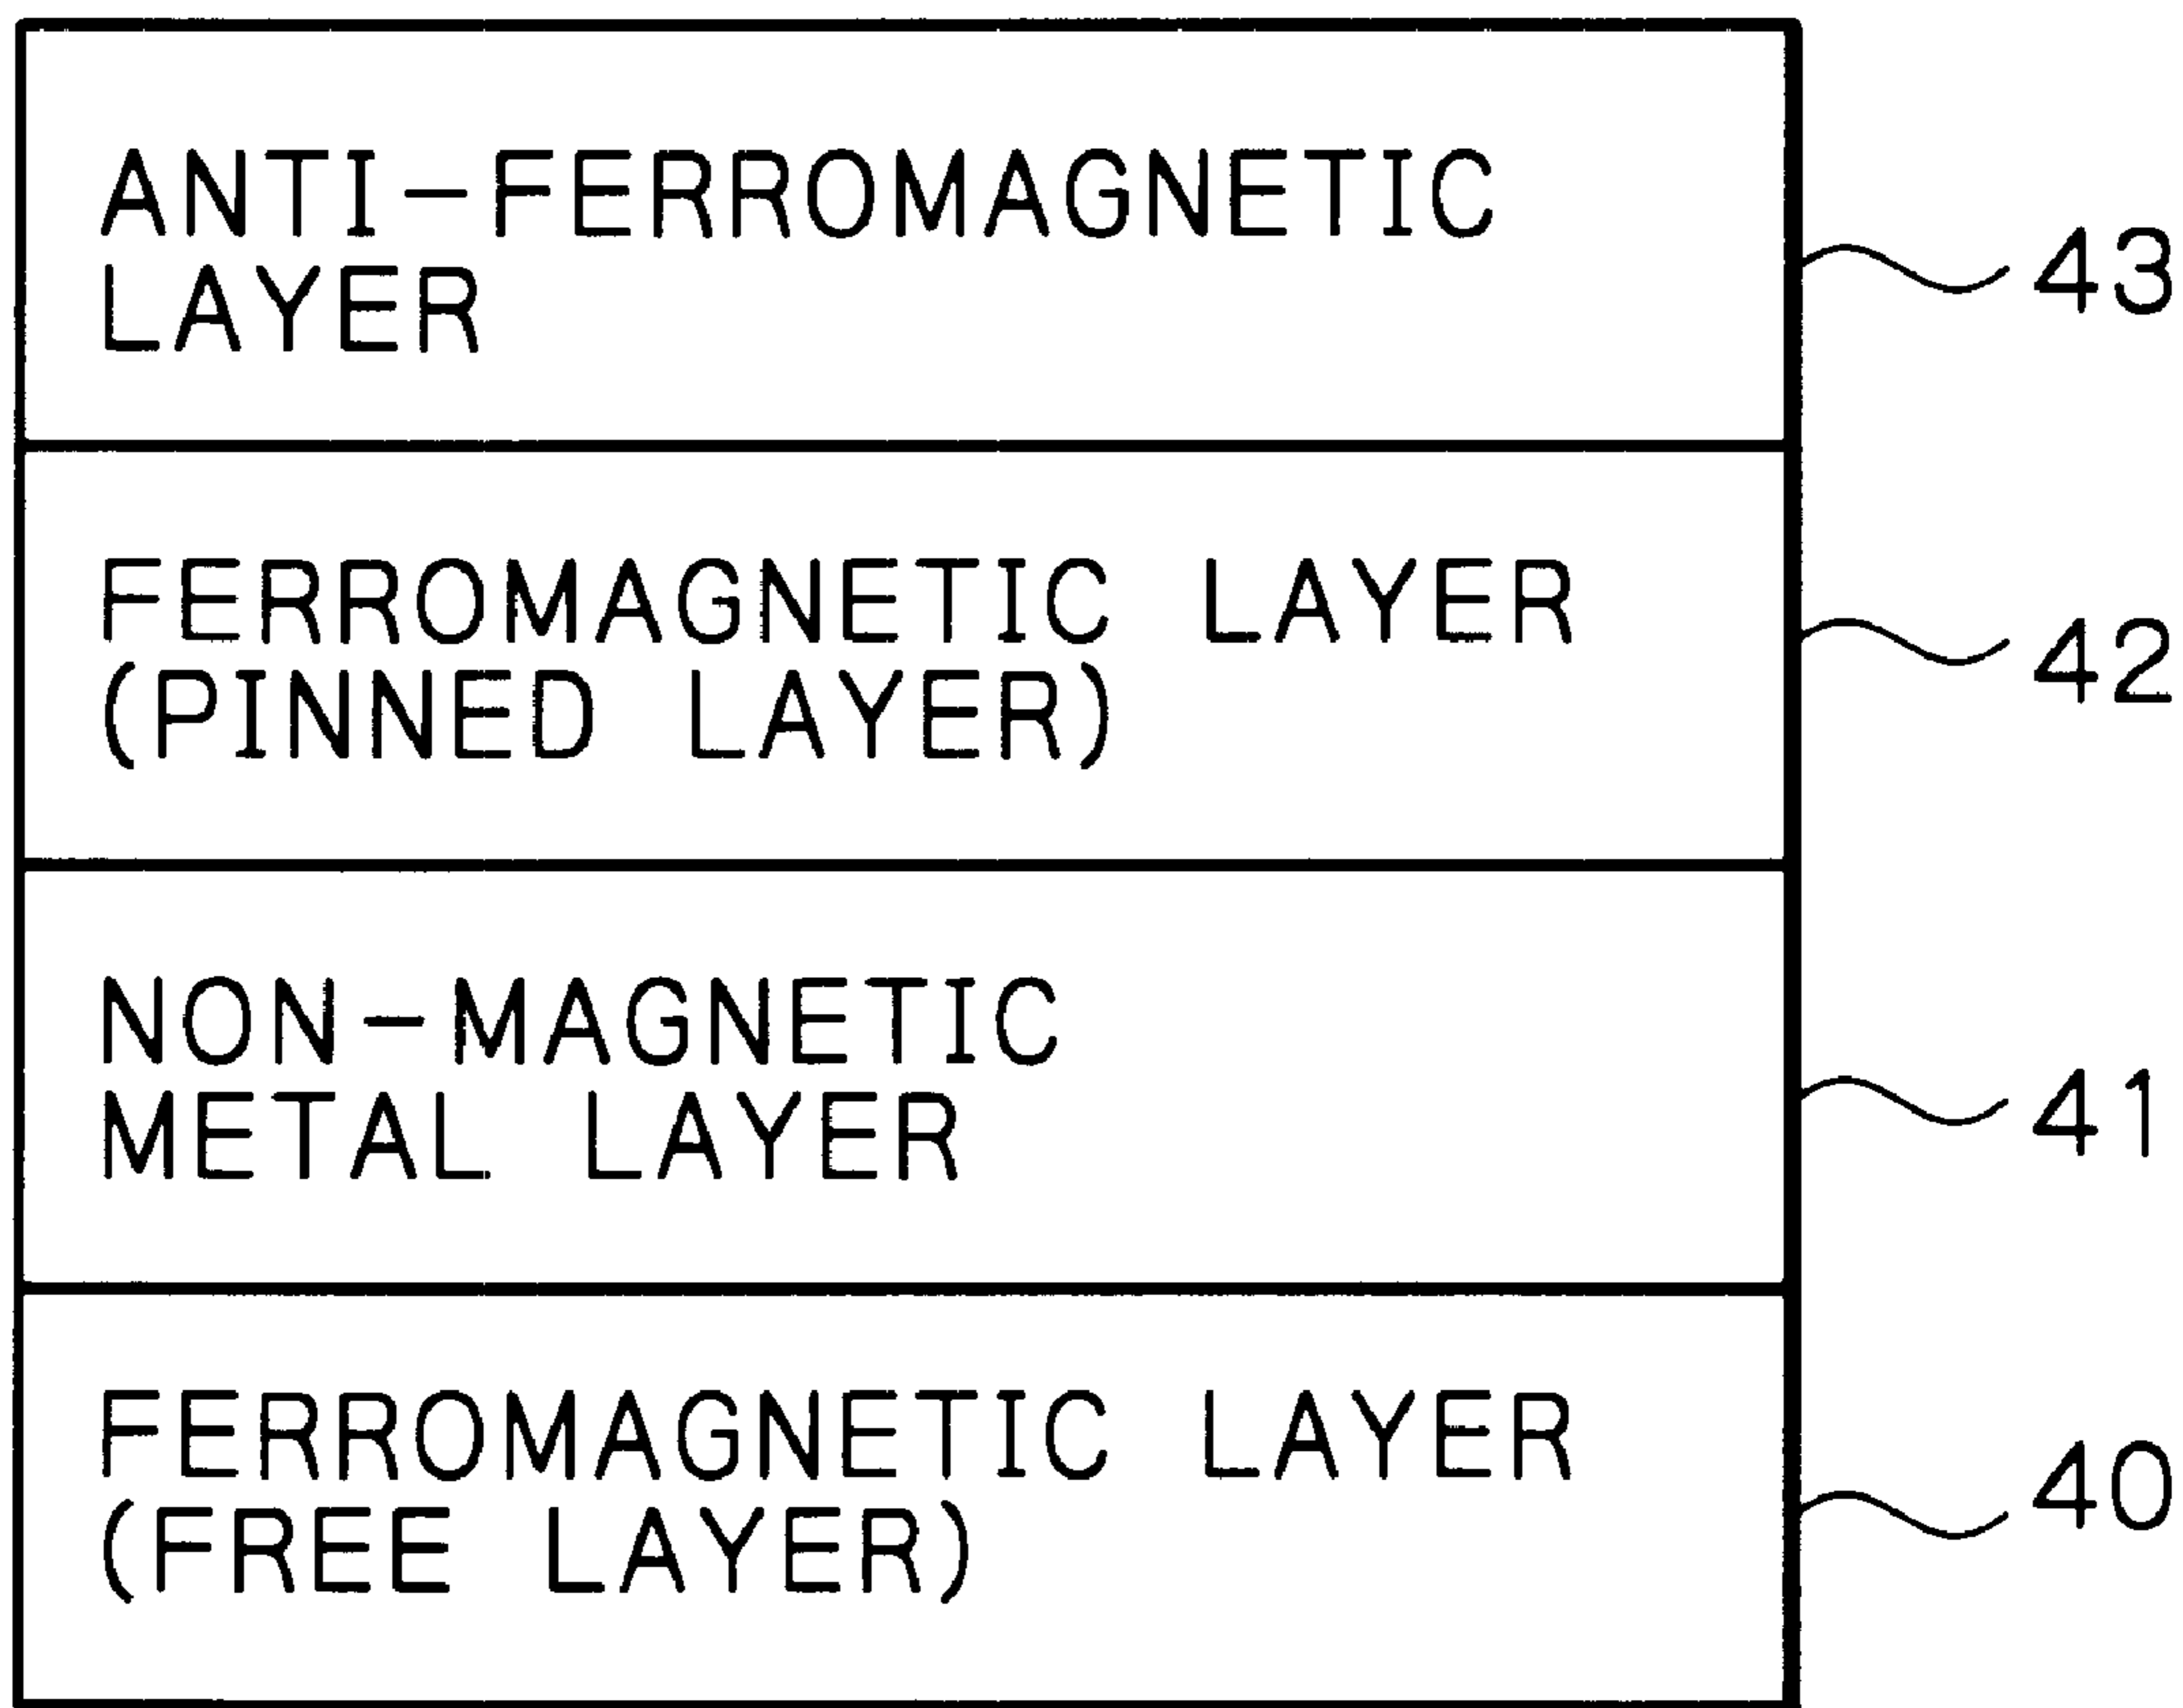 ANTI-FERROMAGNETIC
LAYER
43
FERROMAGNETIC LAYER
(PINNED LAYER)
42
NON-MAGNETIC
METAL LAYER
41
FERROMAGNETIC LAYER
(FREE LAYER)
40